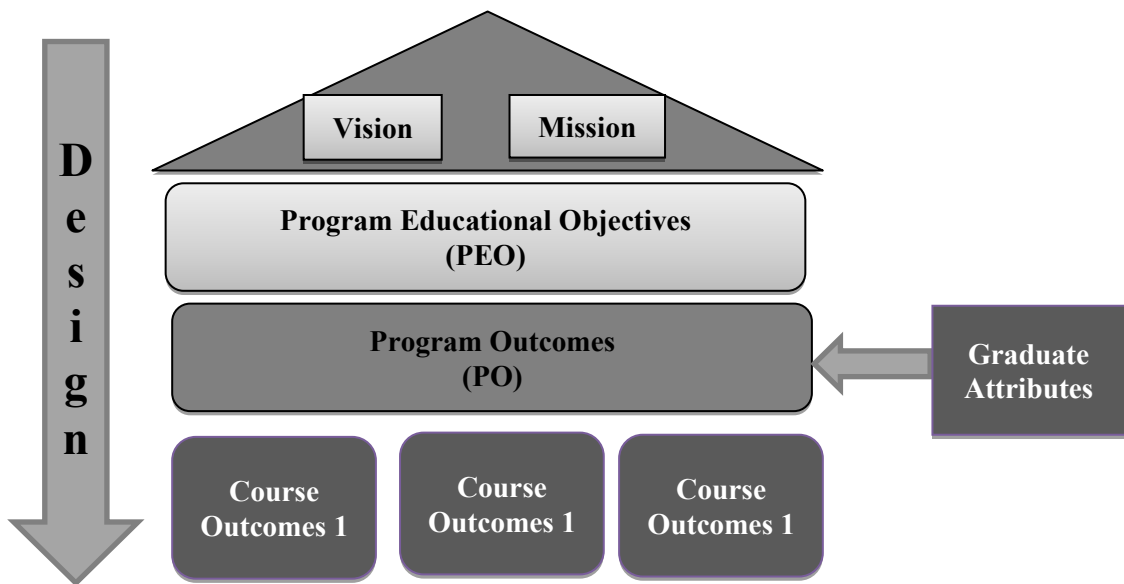 Design
Vision
Mission
Program Educational Objectives
(PEO)
Program Outcomes
(PO)
Graduate
Attributes
Course
Outcomes 1
Course
Outcomes 1
Course
Outcomes 1